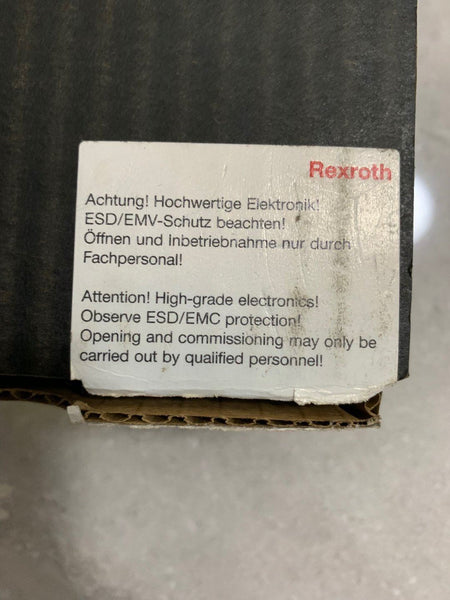 Rexroth
Achtung! Hochwertige Elektronik!
ESD/EMV-Schutz beachten!
Öffnen und Inbetriebnahme nur durch
Fachpersonal!
Attention! High-grade electronics!
Observe ESD/EMC protection!
Opening and commissioning may only be
carried out by qualified personnel!